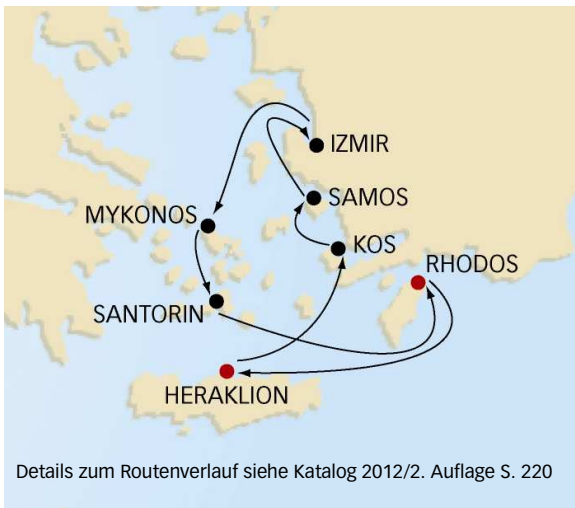 IZMIR
SAMOS
MYKONOS
KOS
RHODOS
SANTORIN
HERAKLION
Details zum Routenverlauf siehe Katalog 2012/2. Auflage S. 220